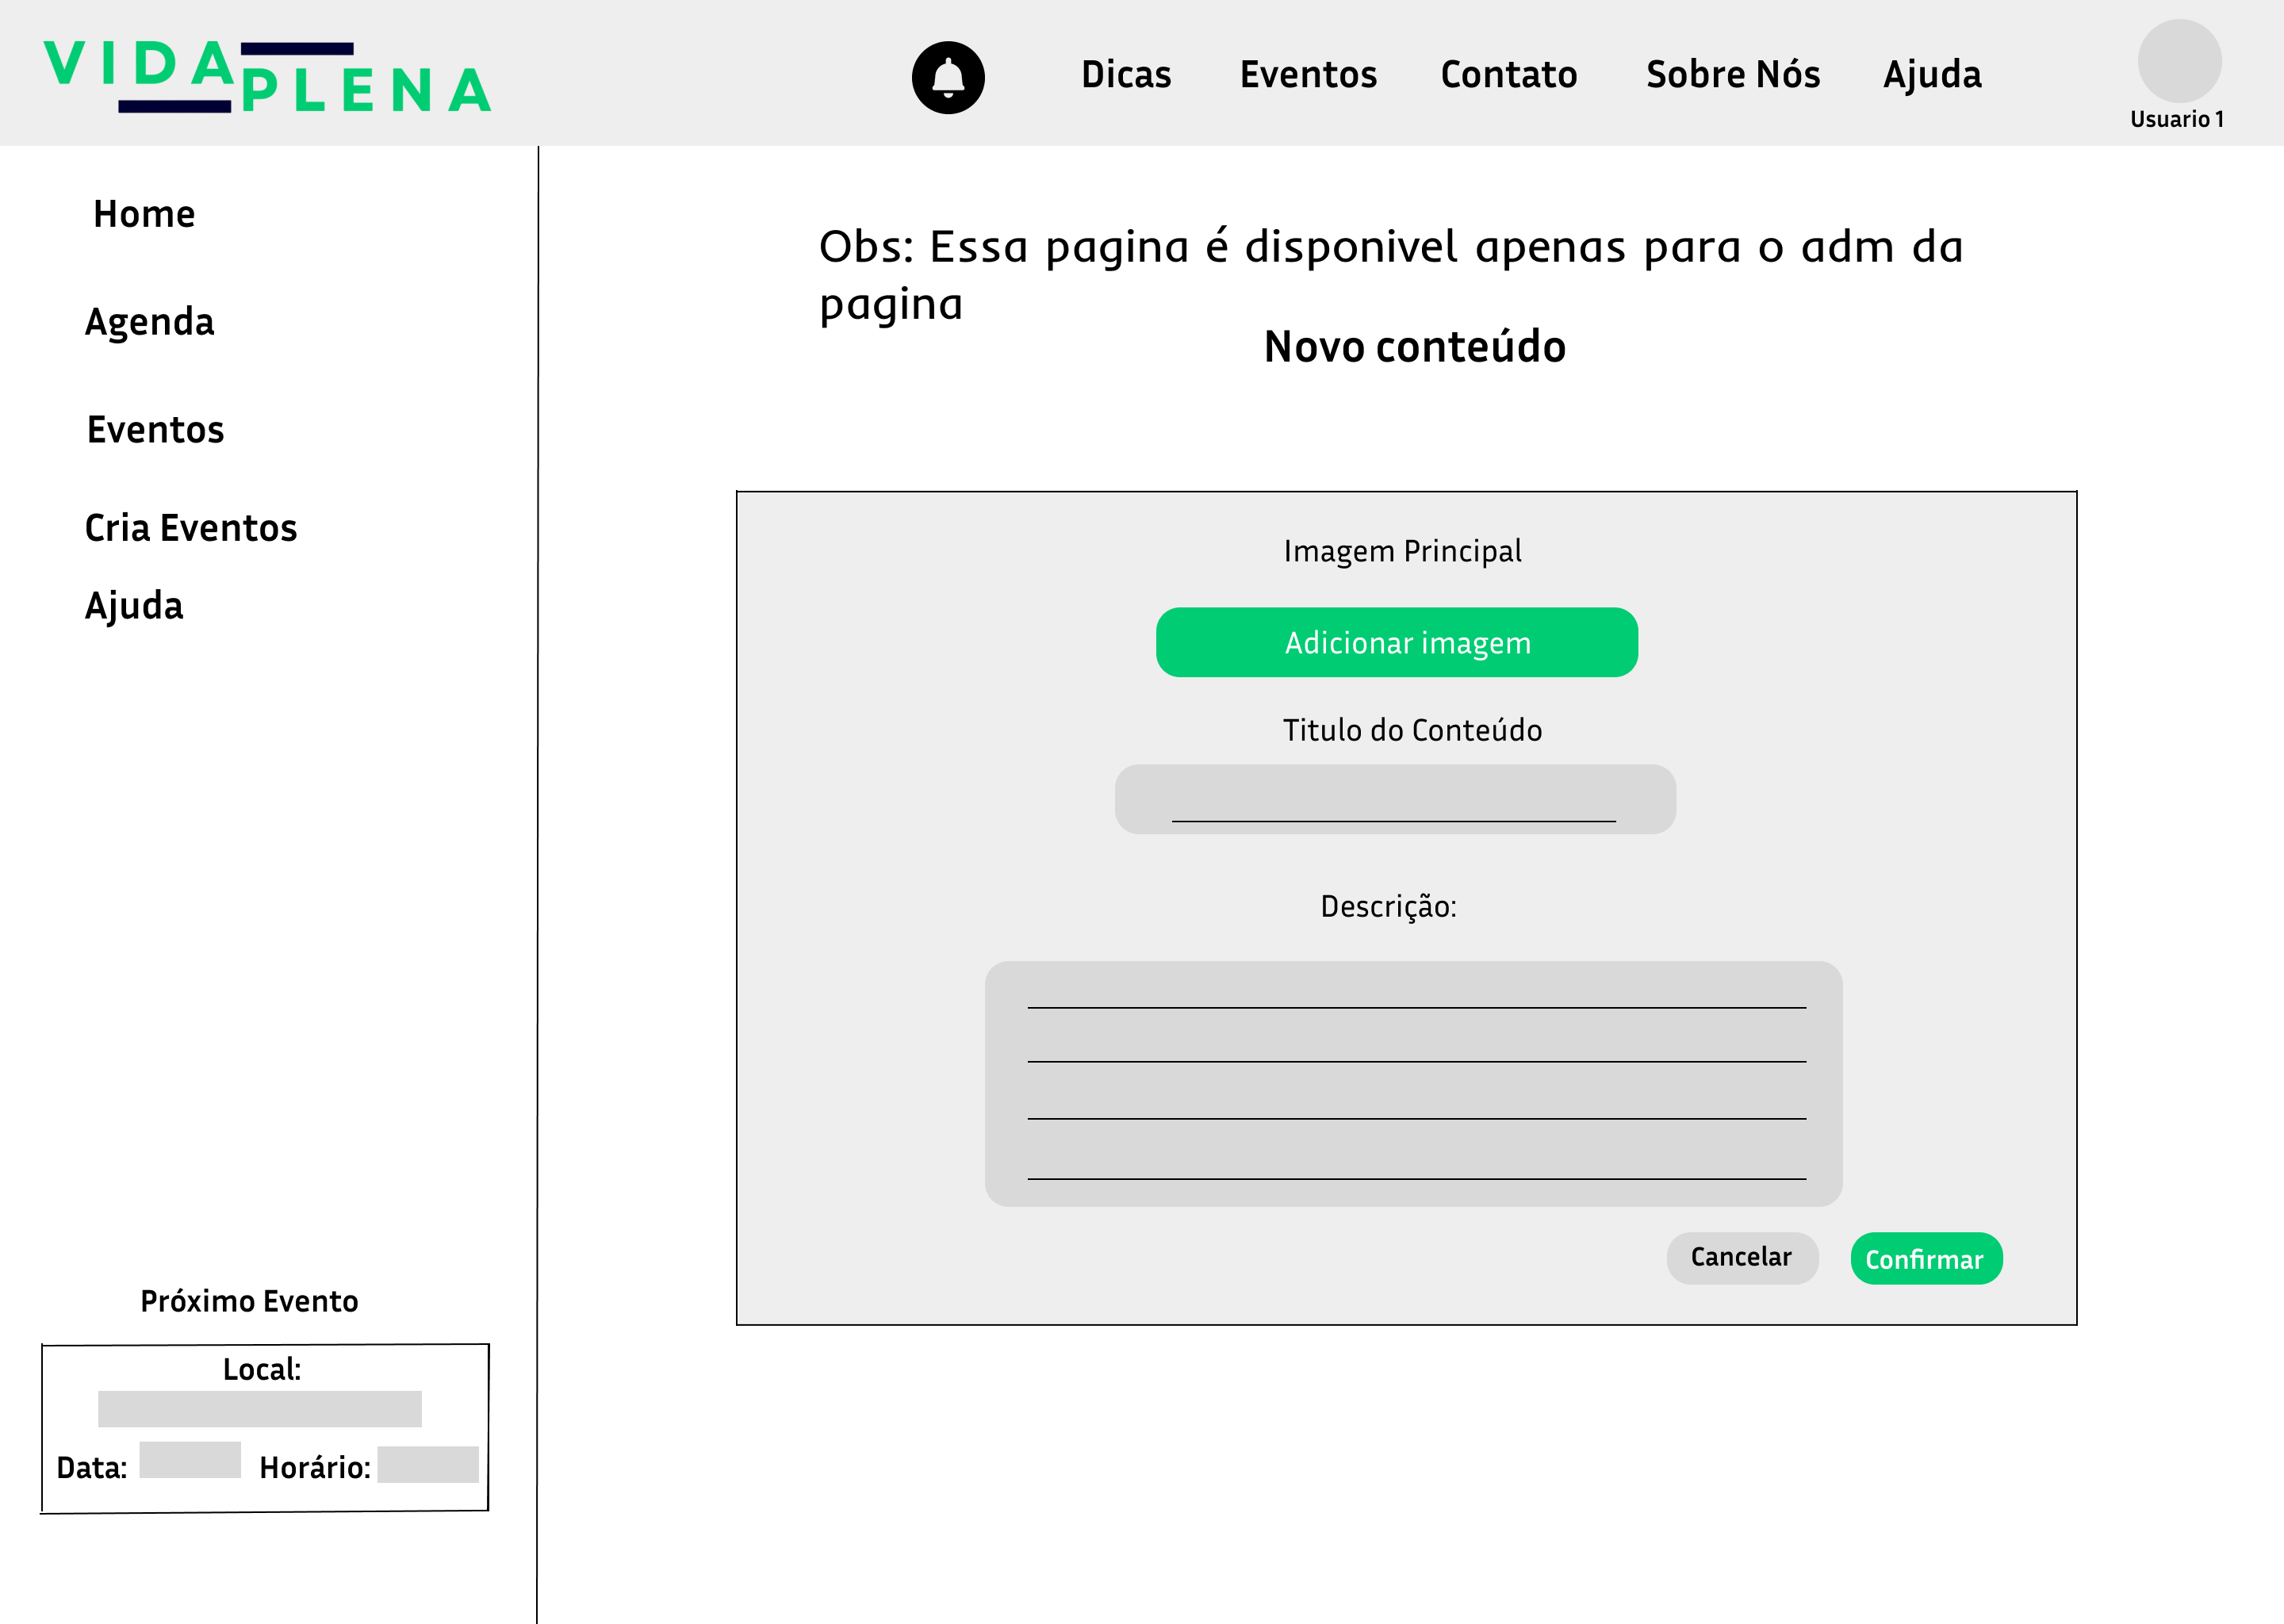 VIDA PLENA
Dicas
Eventos
Contato
Sobre Nós
Ajuda
Usuario 1
Home
Agenda
Eventos
Cria Eventos
Ajuda
Próximo Evento
Local:
Data:
Horário:
Obs: Essa pagina é disponivel apenas para o adm da
pagina
Novo conteúdo
Imagem Principal
Adicionar imagem
Titulo do Conteúdo
Descrição:
Cancelar
Confirmar